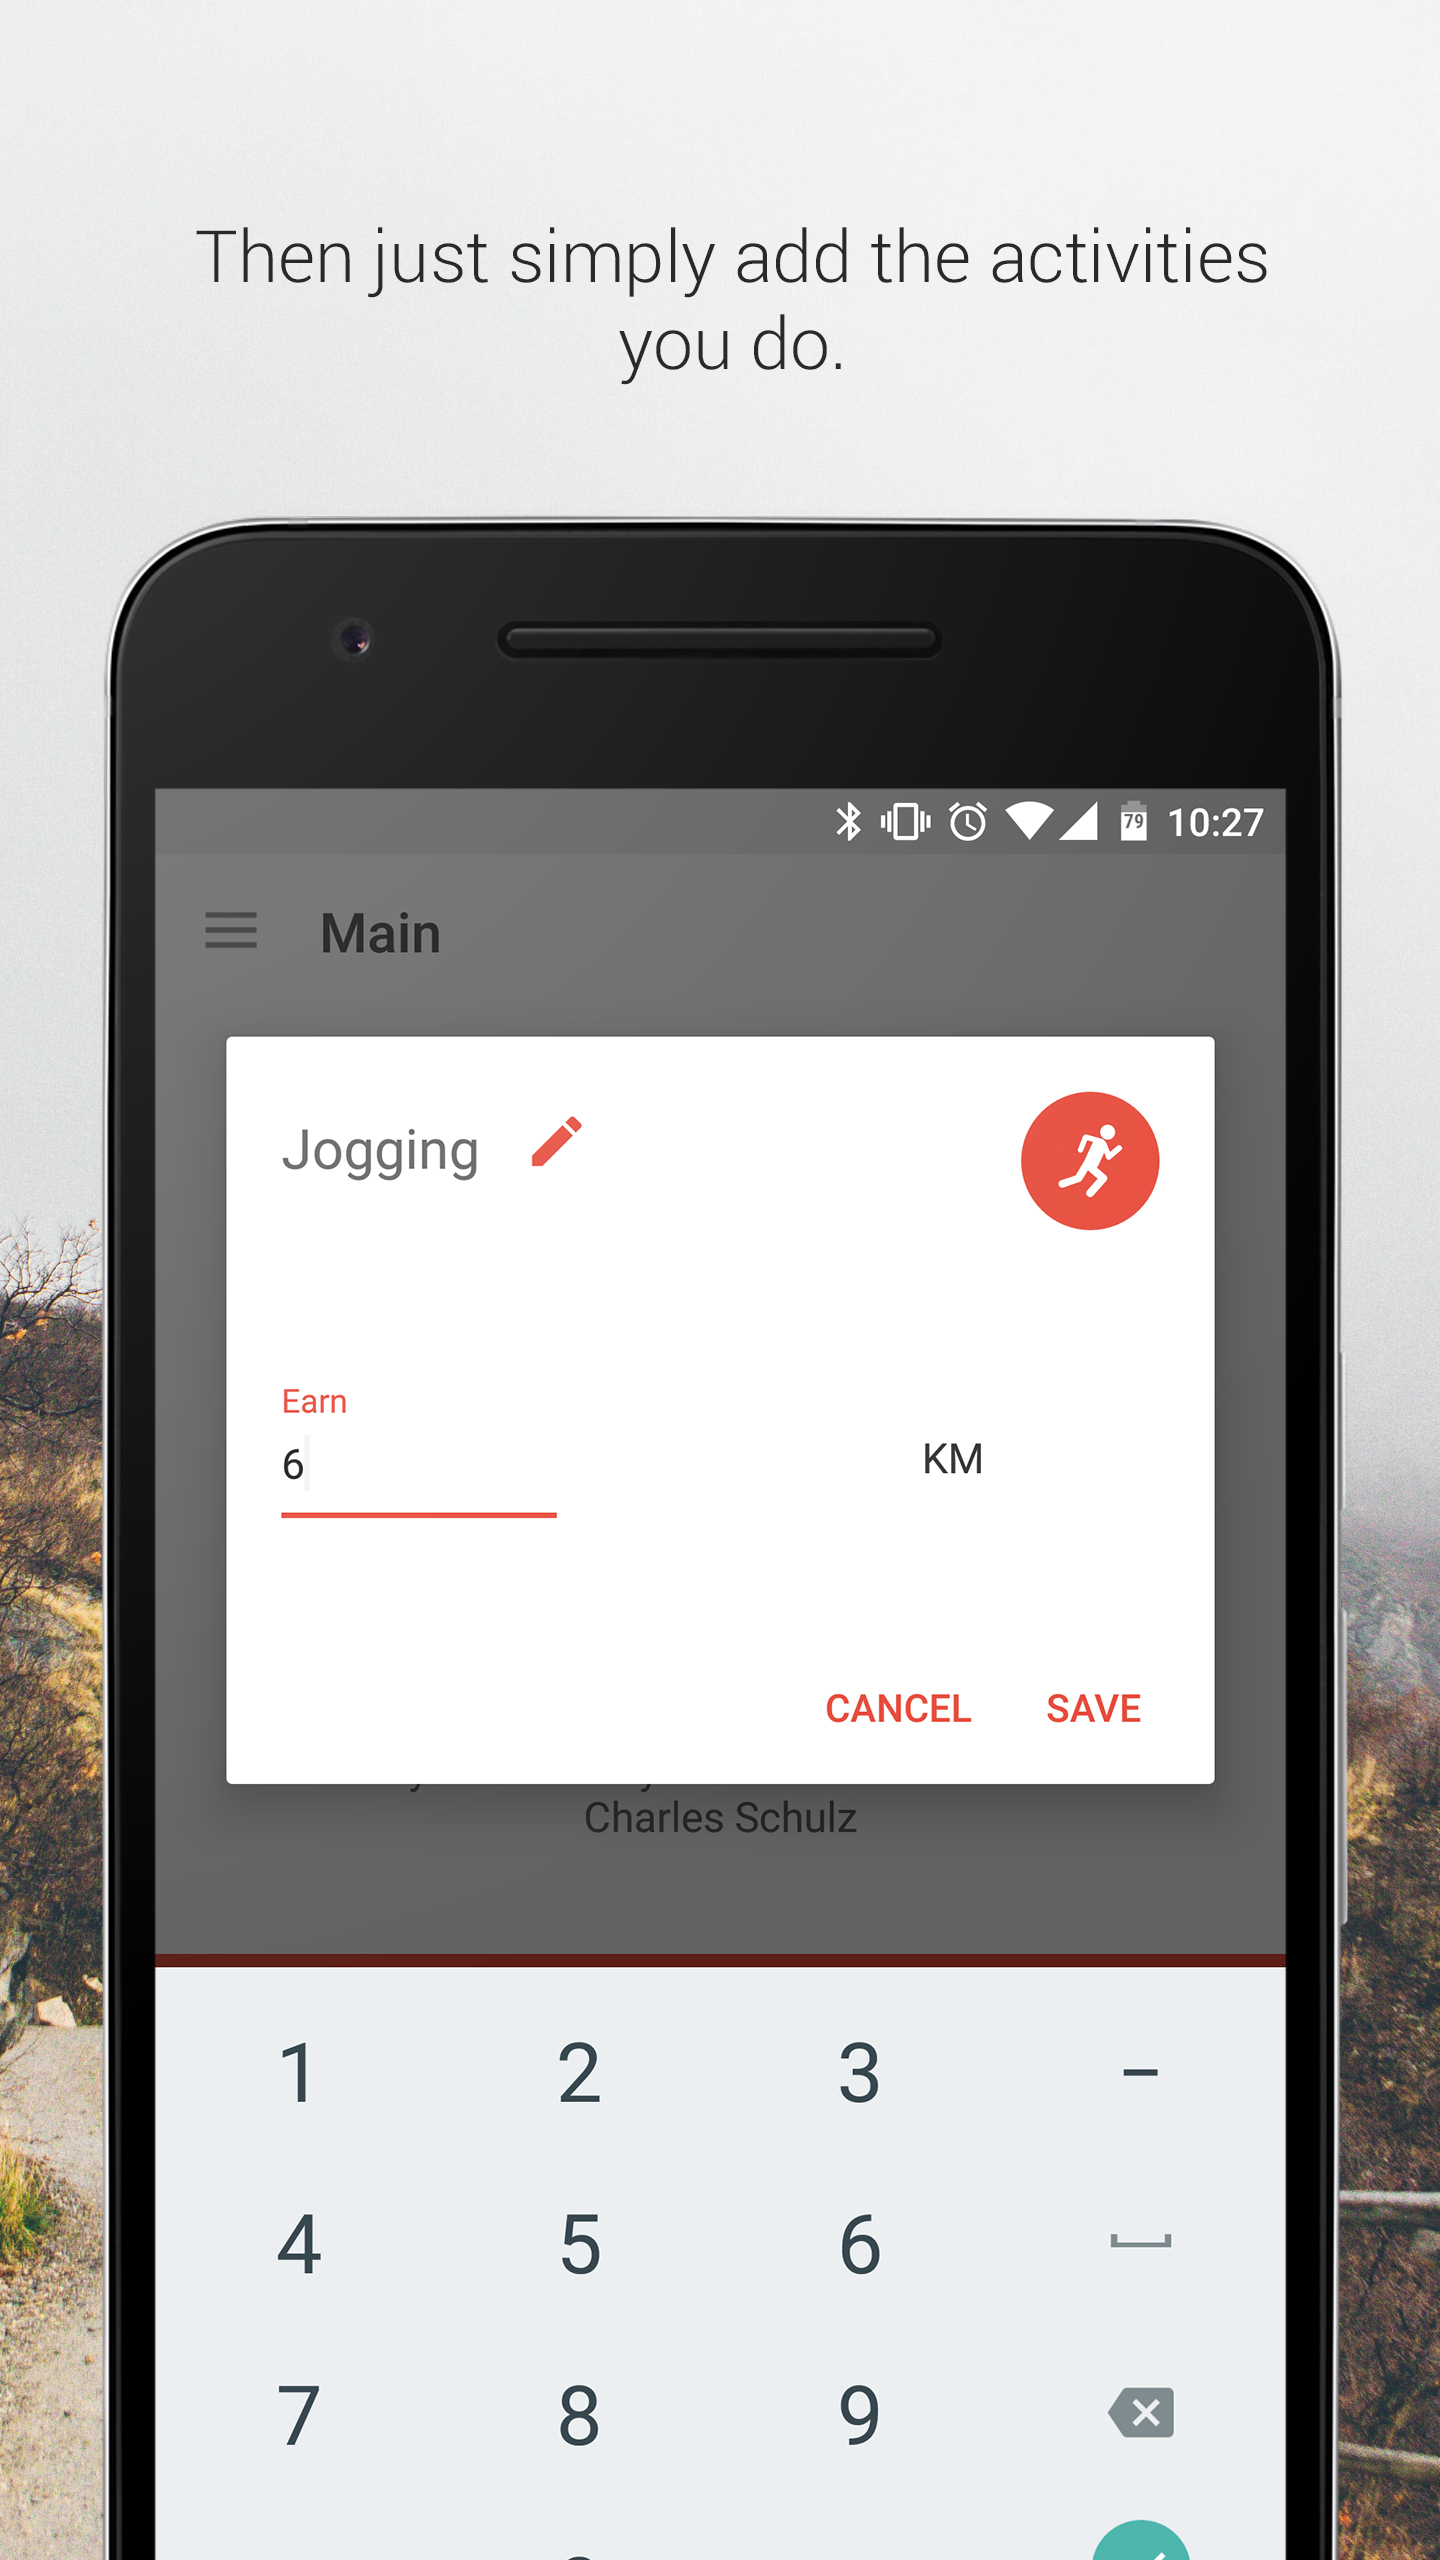 Then just simply add the activities
you do.
79 10:27
Main
Jogging
Earn
6
KM
CANCEL SAVE
Charles Schulz
1 2 3 -
4 5 6
7 8 9